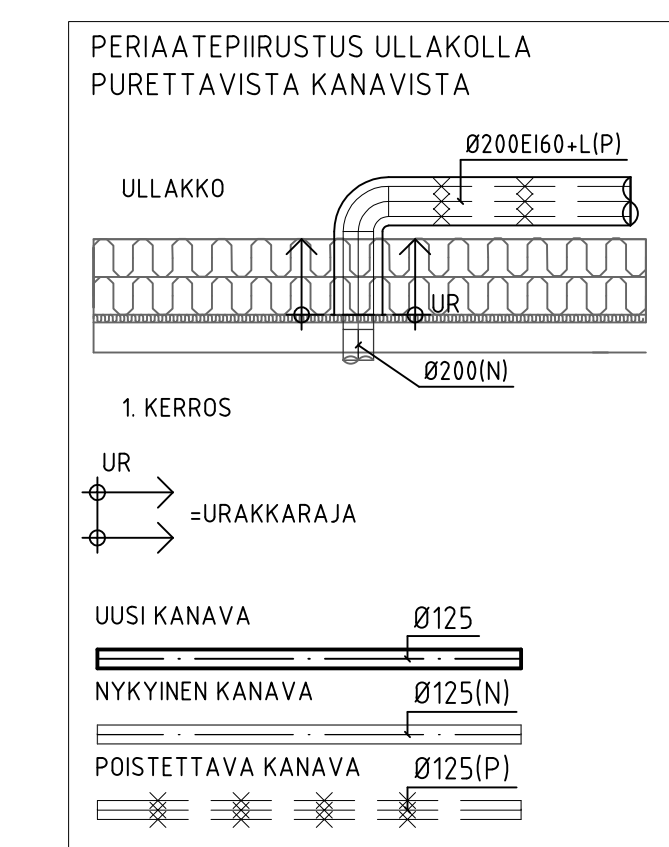 PERIAATEPIIRUSTUS ULLAKOLLA
PURETTAVISTA KANAVISTA
Ø200EI60+L(P)
ULLAKKO
UR
Ø200(N)
1. KERROS
UR
=URAKKARAJA
UUSI KANAVA Ø125
NYKYINEN KANAVA Ø125(N)
POISTETTAVA KANAVA Ø125(P)